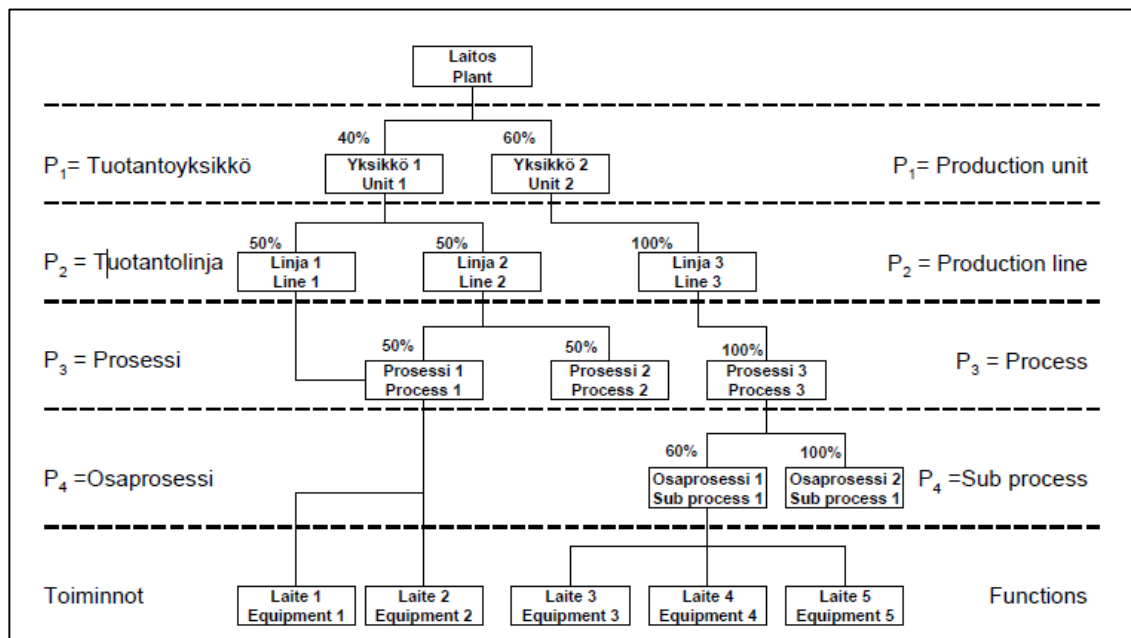 Laitos
Plant
40%
60%
P1= Tuotantoyksikkö
Yksikkö 1
Unit 1
Yksikkö 2
Unit 2
P1= Production unit
50%
50%
100%
P2 = Tuotantolinja
Linja 1
Line 1
Linja 2
Line 2
Linja 3
Line 3
P2 = Production line
50%
50%
100%
P3 = Prosessi
Prosessi 1
Process 1
Prosessi 2
Process 2
Prosessi 3
Process 3
P3 = Process
60%
100%
P4 =Osaprosessi
Osaprosessi 1
Sub process 1
Osaprosessi 2
Sub process 1
P4 =Sub process
Toiminnot
Laite 1
Equipment 1
Laite 2
Equipment 2
Laite 3
Equipment 3
Laite 4
Equipment 4
Laite 5
Equipment 5
Functions